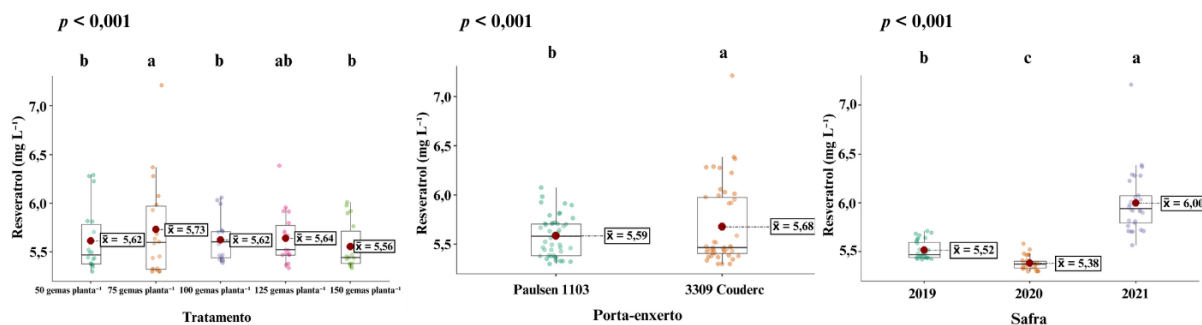 p < 0,001
b a b ab b
Resveratrol (mg L⁻¹)
7,0
6,5
6,0
5,5
x̄ = 5,62
x̄ = 5,73
x̄ = 5,62
x̄ = 5,64
x̄ = 5,56
50 gemas planta⁻¹ 75 gemas planta⁻¹ 100 gemas planta⁻¹ 125 gemas planta⁻¹ 150 gemas planta⁻¹
Tratamento
p < 0,001
b a
Resveratrol (mg L⁻¹)
7,0
6,5
6,0
5,5
x̄ = 5,59
x̄ = 5,68
Paulsen 1103 3309 Couderc
Porta-enxerto
p < 0,001
b c a
Resveratrol (mg L⁻¹)
7,0
6,5
6,0
5,5
x̄ = 5,52
x̄ = 5,38
x̄ = 6,00
2019 2020 2021
Safra